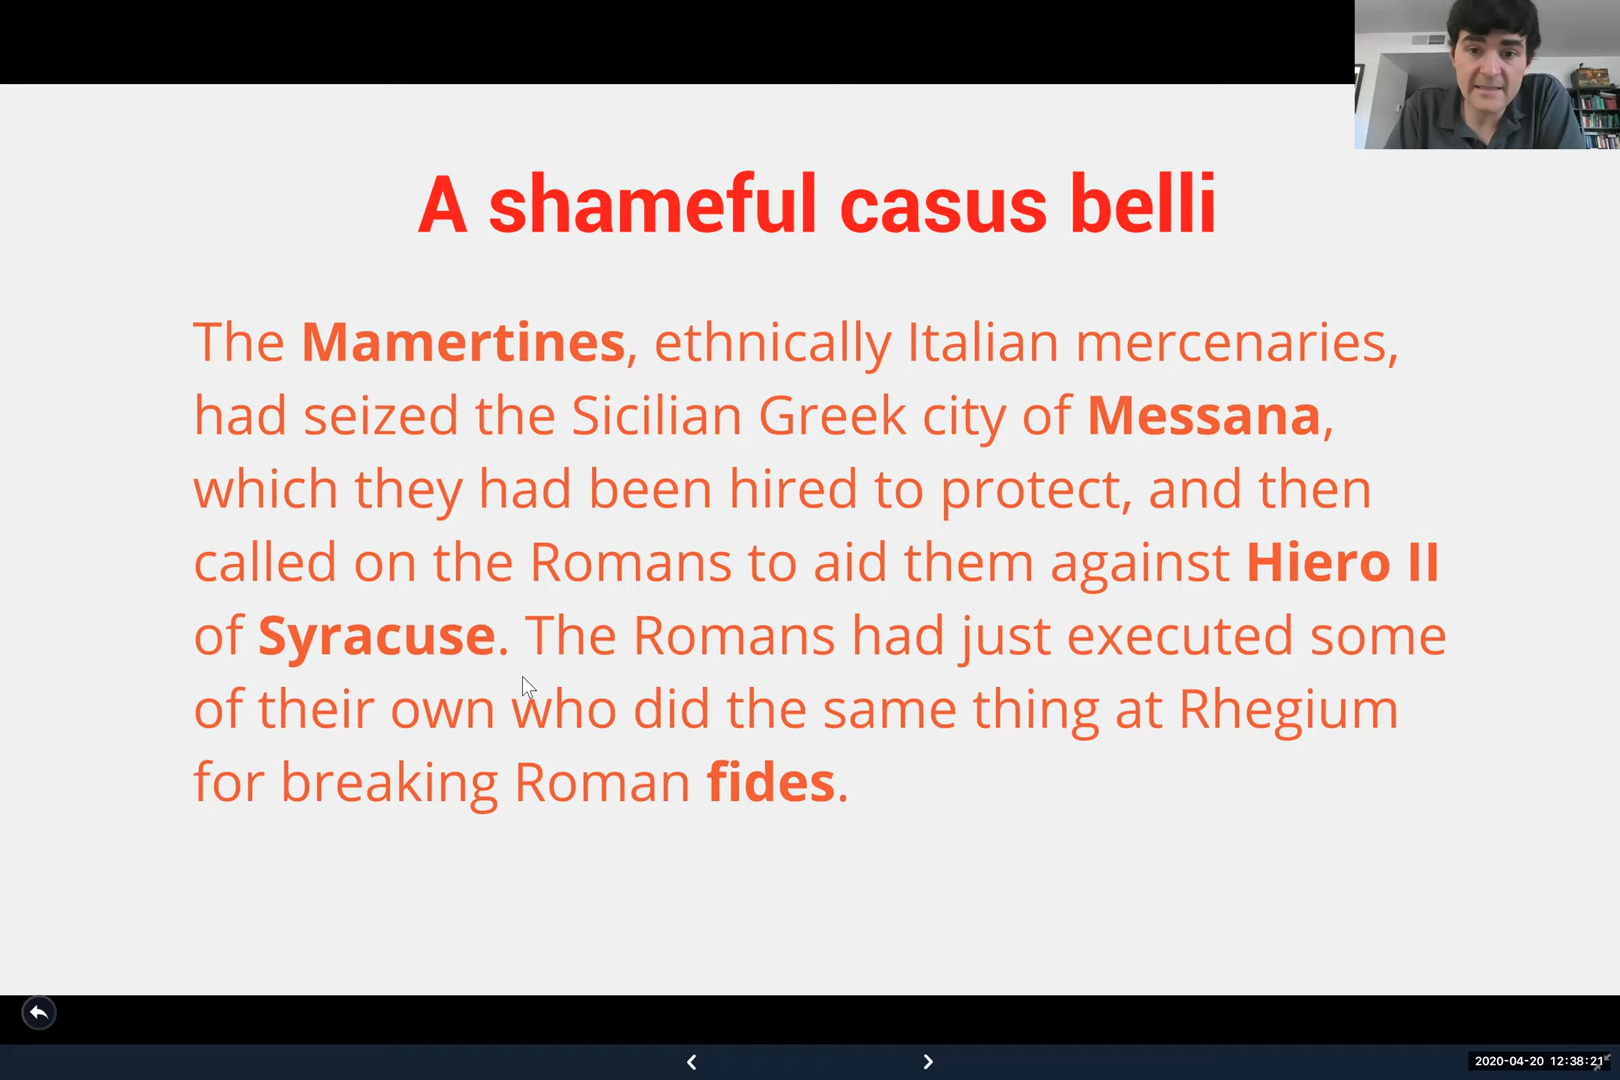 A shameful casus belli
The Mamertines, ethnically Italian mercenaries,
had seized the Sicilian Greek city of Messana,
which they had been hired to protect, and then
called on the Romans to aid them against Hiero II
of Syracuse. The Romans had just executed some
of their own who did the same thing at Rhegium
for breaking Roman fides.
2020-04-20 12:38:21